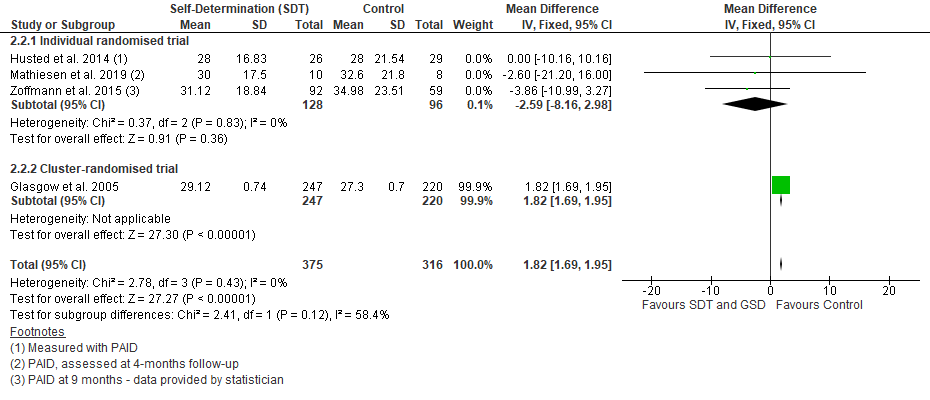 Self-Determination (SDT) Control Mean Difference Mean Difference
Study or Subgroup Mean SD Total Mean SD Total Weight IV, Fixed, 95% CI IV, Fixed, 95% CI
2.2.1 Individual randomised trial
Husted et al. 2014 (1) 28 16.83 26 28 21.54 29 0.0% 0.00 [-10.16, 10.16]
Mathiesen et al. 2019 (2) 30 17.5 10 32.6 21.8 8 0.0% -2.60 [-21.20, 16.00]
Zoffmann et al. 2015 (3) 31.12 18.84 92 34.98 23.51 59 0.0% -3.86 [-10.99, 3.27]
Subtotal (95% CI) 128 96 0.1% -2.59 [-8.16, 2.98]
Heterogeneity: Chi² = 0.37, df = 2 (P = 0.83); I² = 0%
Test for overall effect: Z = 0.91 (P = 0.36)
2.2.2 Cluster-randomised trial
Glasgow et al. 2005 29.12 0.74 247 27.3 0.7 220 99.9% 1.82 [1.69, 1.95]
Subtotal (95% CI) 247 220 99.9% 1.82 [1.69, 1.95]
Heterogeneity: Not applicable
Test for overall effect: Z = 27.30 (P < 0.00001)
Total (95% CI) 375 316 100.0% 1.82 [1.69, 1.95]
Heterogeneity: Chi² = 2.78, df = 3 (P = 0.43); I² = 0%
Test for overall effect: Z = 27.27 (P < 0.00001)
Test for subgroup differences: Chi² = 2.41, df = 1 (P = 0.12), I² = 58.4%
-20 -10 0 10 20
Favours SDT and GSD Favours Control
Footnotes
(1) Measured with PAID
(2) PAID, assessed at 4-months follow-up
(3) PAID at 9 months - data provided by statistician